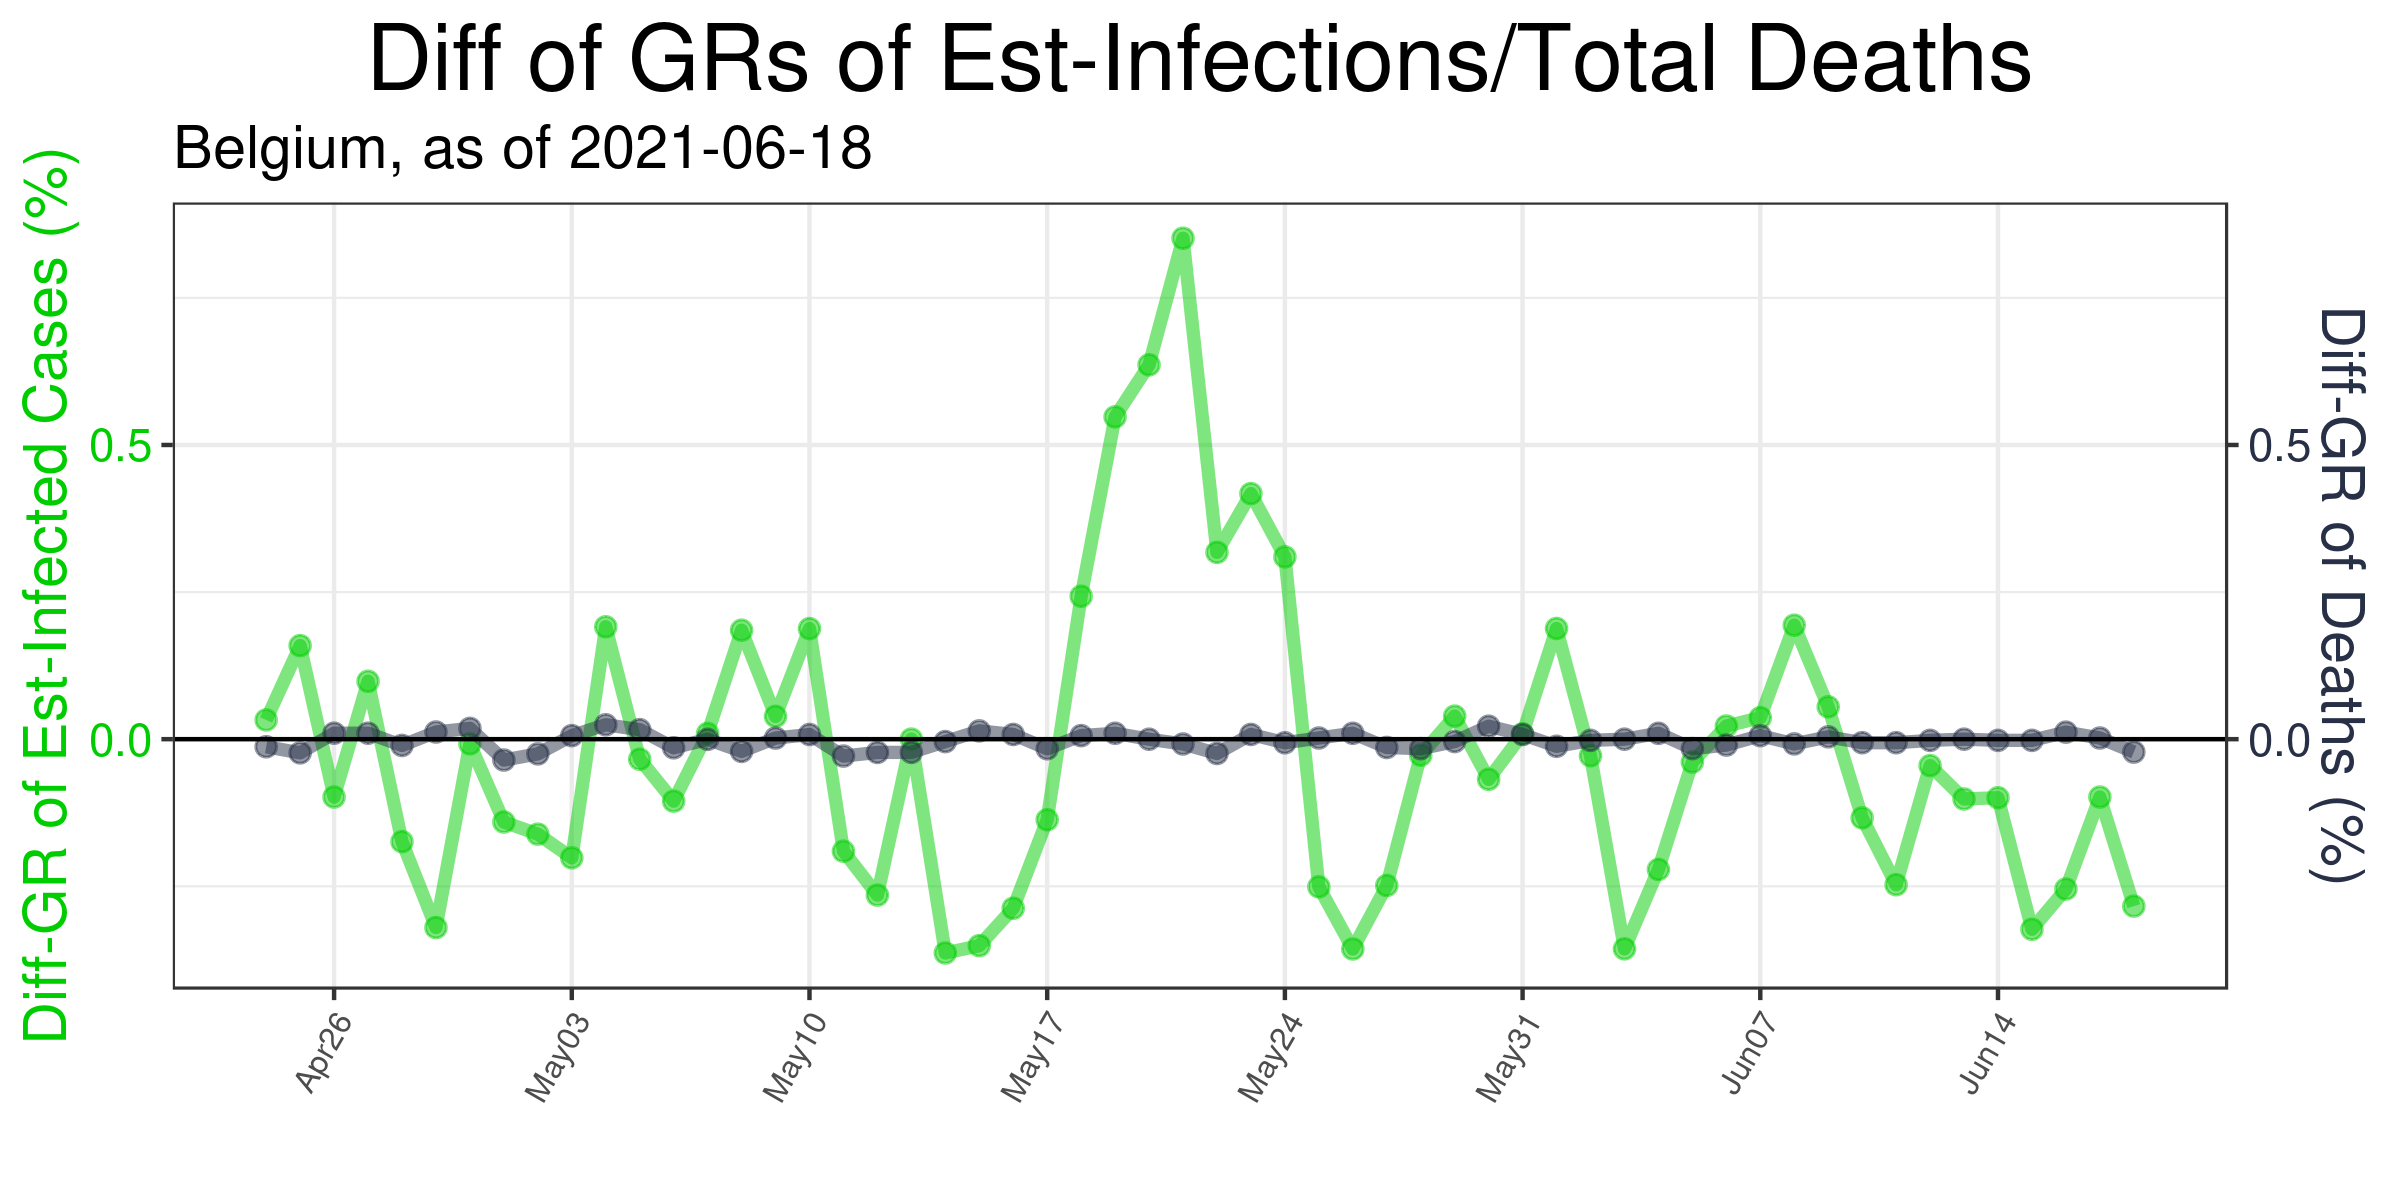 Diff of GRs of Est-Infections/Total Deaths
Belgium, as of 2021-06-18
Diff-GR of Est-Infected Cases (%)
0.5
0.0
0.5
0.0
Diff-GR of Deaths (%)
Apr26
May03
May10
May17
May24
May31
Jun07
Jun14